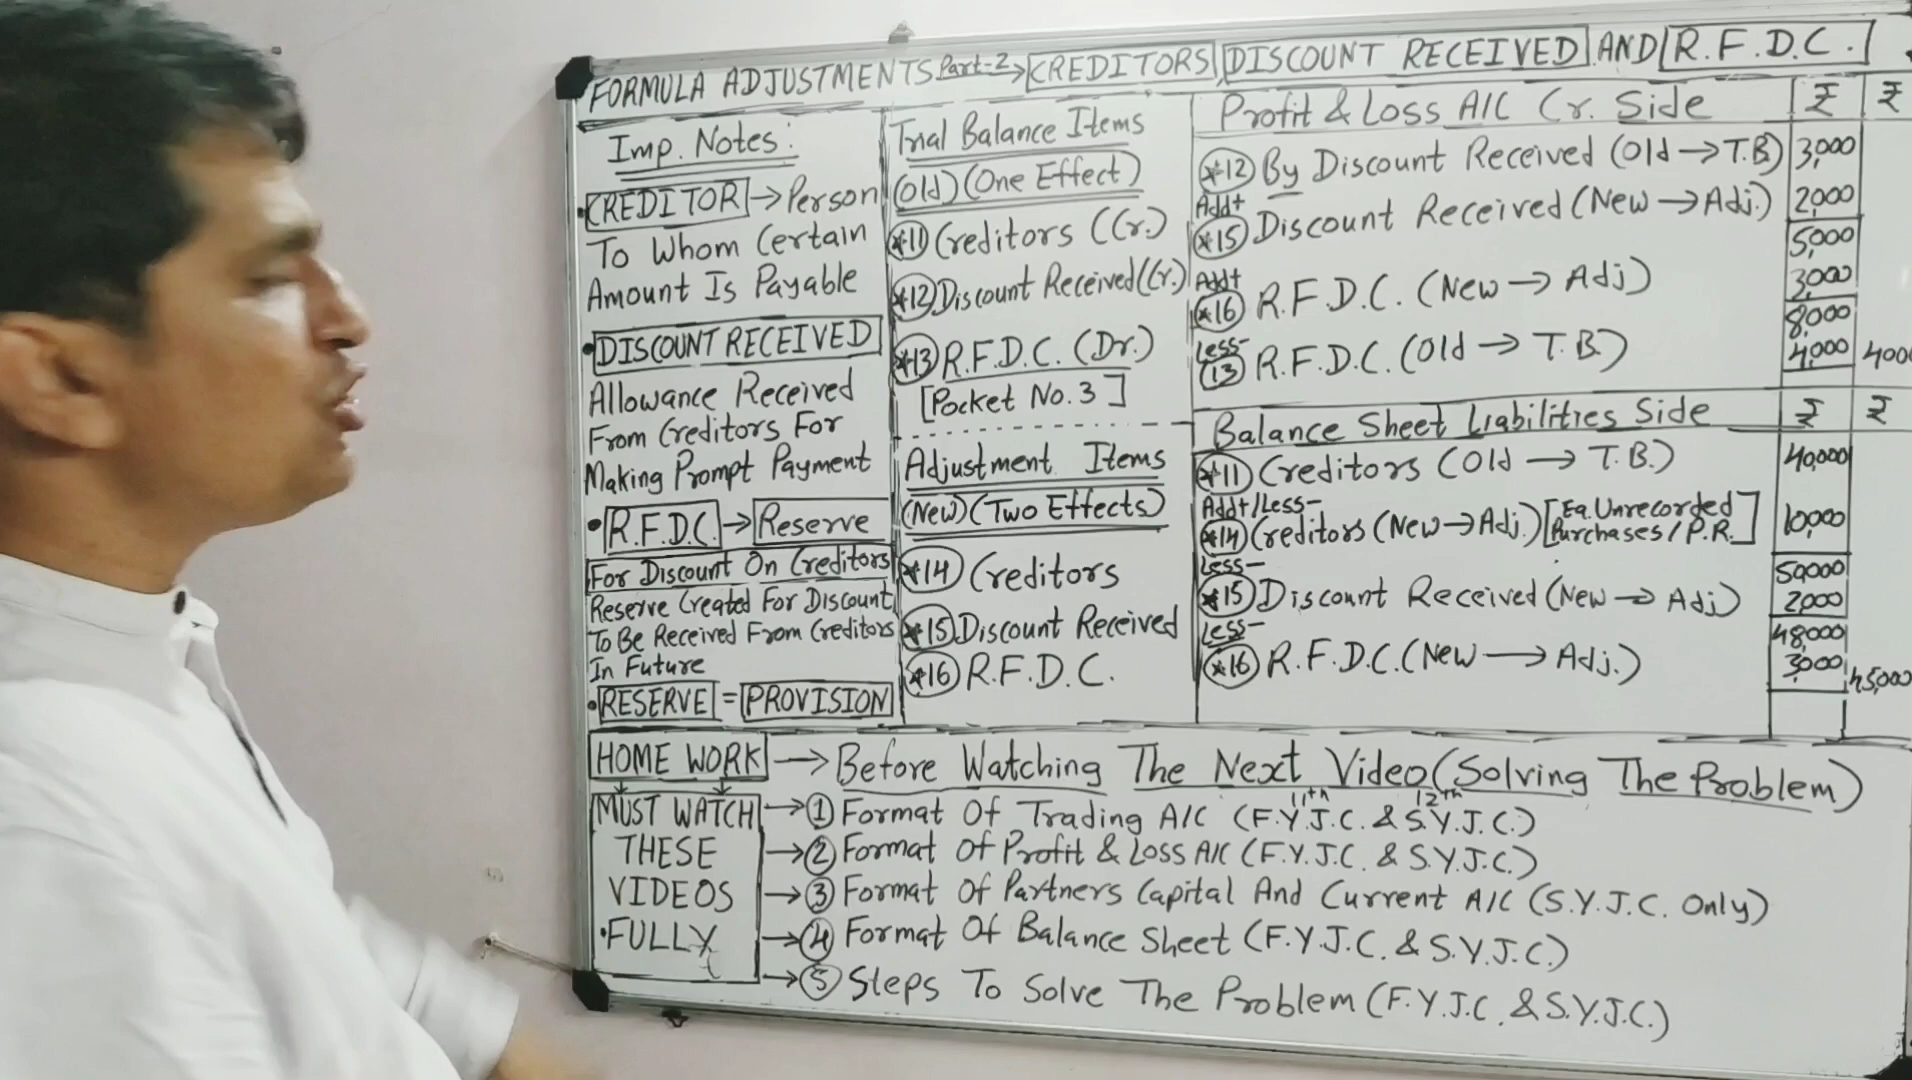 FORMULA ADJUSTMENTS Part-2 → CREDITORS, DISCOUNT RECEIVED AND R.F.D.C.
Imp. Notes:
• CREDITOR → Person
To Whom Certain
Amount Is Payable
• DISCOUNT RECEIVED
Allowance Received
From Creditors For
Making Prompt Payment
• R.F.D.C. → Reserve
For Discount On Creditors
Reserve Created For Discount
To Be Received From Creditors
In Future
• RESERVE = PROVISION
Trial Balance Items
(Old) (One Effect)
*11 Creditors (Cr.)
*12 Discount Received (Cr.)
*13 R.F.D.C. (Dr.)
[Pocket No. 3]
Adjustment Items
(New) (Two Effects)
*14 Creditors
*15 Discount Received
*16 R.F.D.C.
Profit & Loss A/C Cr. Side ₹ ₹
*12 By Discount Received (Old → T.B.) 3,000
Add+
*15 Discount Received (New → Adj.) 2,000
5,000
Add+
*16 R.F.D.C. (New → Adj) 3,000
8,000
Less-
13 R.F.D.C. (Old → T.B.) 4,000 4000
Balance Sheet Liabilities Side ₹ ₹
*11 Creditors (Old → T.B.) 40,000
Add+/Less-
*14 Creditors (New → Adj.) [Eg. Unrecorded Purchases / P.R.] 10,000
50,000
Less-
*15 Discount Received (New → Adj) 2,000
48,000
Less-
*16 R.F.D.C. (New → Adj.) 3,000 45,000
HOME WORK → Before Watching The Next Video (Solving The Problem)
MUST WATCH
THESE
VIDEOS
• FULLY
11th 12th
→ 1 Format Of Trading A/C (F.Y.J.C. & S.Y.J.C.)
→ 2 Format Of Profit & Loss A/C (F.Y.J.C. & S.Y.J.C.)
→ 3 Format Of Partners Capital And Current A/C (S.Y.J.C. Only)
→ 4 Format Of Balance Sheet (F.Y.J.C. & S.Y.J.C.)
→ 5 Steps To Solve The Problem (F.Y.J.C. & S.Y.J.C.)